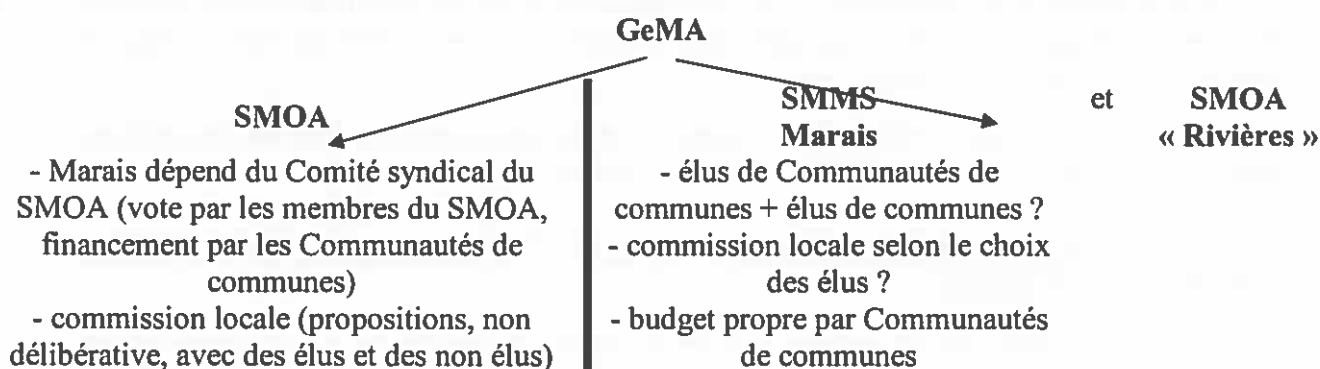 GeMA
SMOA
- Marais dépend du Comité syndical du
SMOA (vote par les membres du SMOA,
financement par les Communautés de
communes)
- commission locale (propositions, non
délibérative, avec des élus et des non élus)
SMMS
Marais
- élus de Communautés de
communes + élus de communes ?
- commission locale selon le choix
des élus ?
- budget propre par Communautés
de communes
et
SMOA
« Rivières »